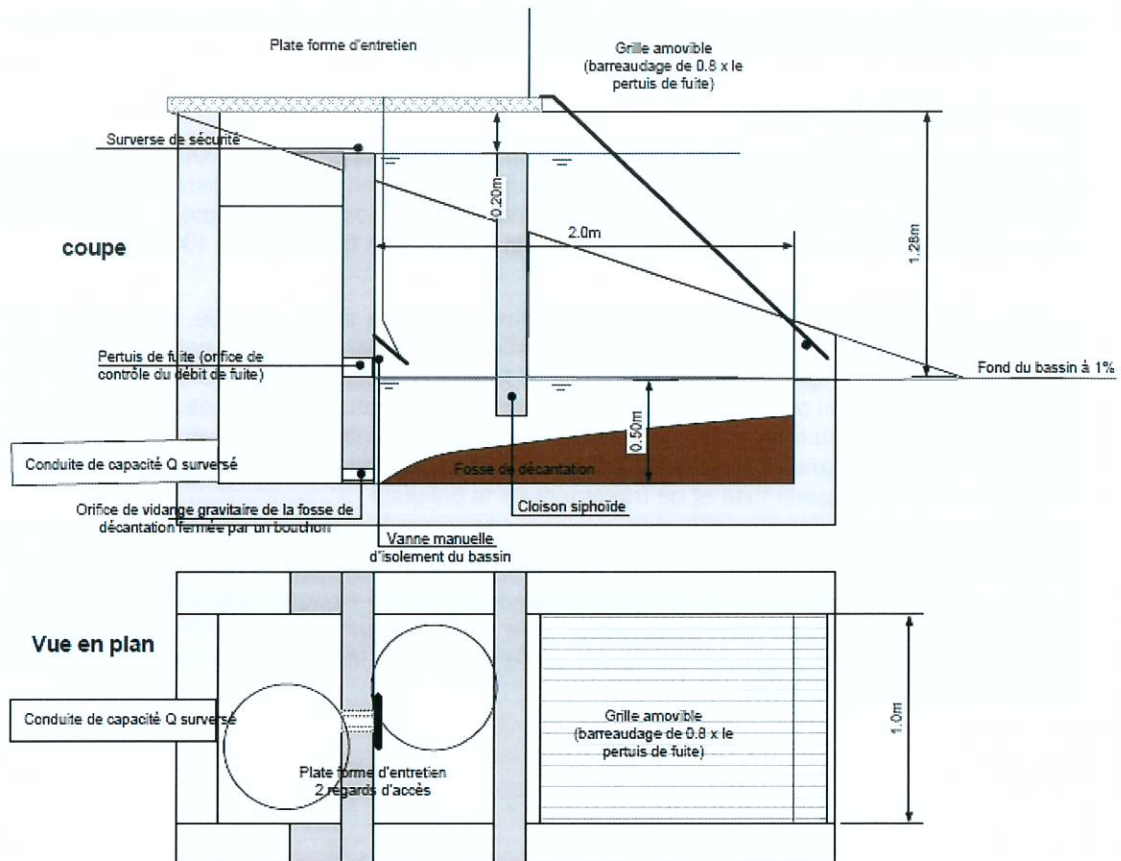 Plate forme d'entretien
Grille amovible
(barreaudage de 0.8 x le
pertuis de fuite)
Surverse de sécurité
0.20m
coupe
2.0m
1.28m
Pertuis de fuite (orifice de
contrôle du débit de fuite)
Fond du bassin à 1%
0.50m
Conduite de capacité Q surversé
Fosse de décantation
Orifice de vidange gravitaire de la fosse de
décantation fermée par un bouchon
Cloison siphoïde
Vanne manuelle
d'isolement du bassin
Vue en plan
Conduite de capacité Q surversé
Grille amovible
(barreaudage de 0.8 x le
pertuis de fuite)
1.0m
Plate forme d'entretien
2 regards d'accès